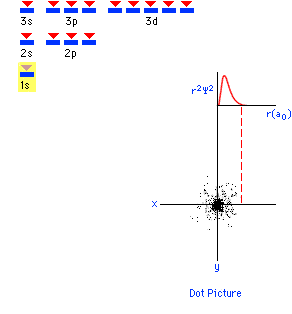 3s 3p 3d
2s 2p
1s
r²Ψ²
r(a₀)
x
y
Dot Picture